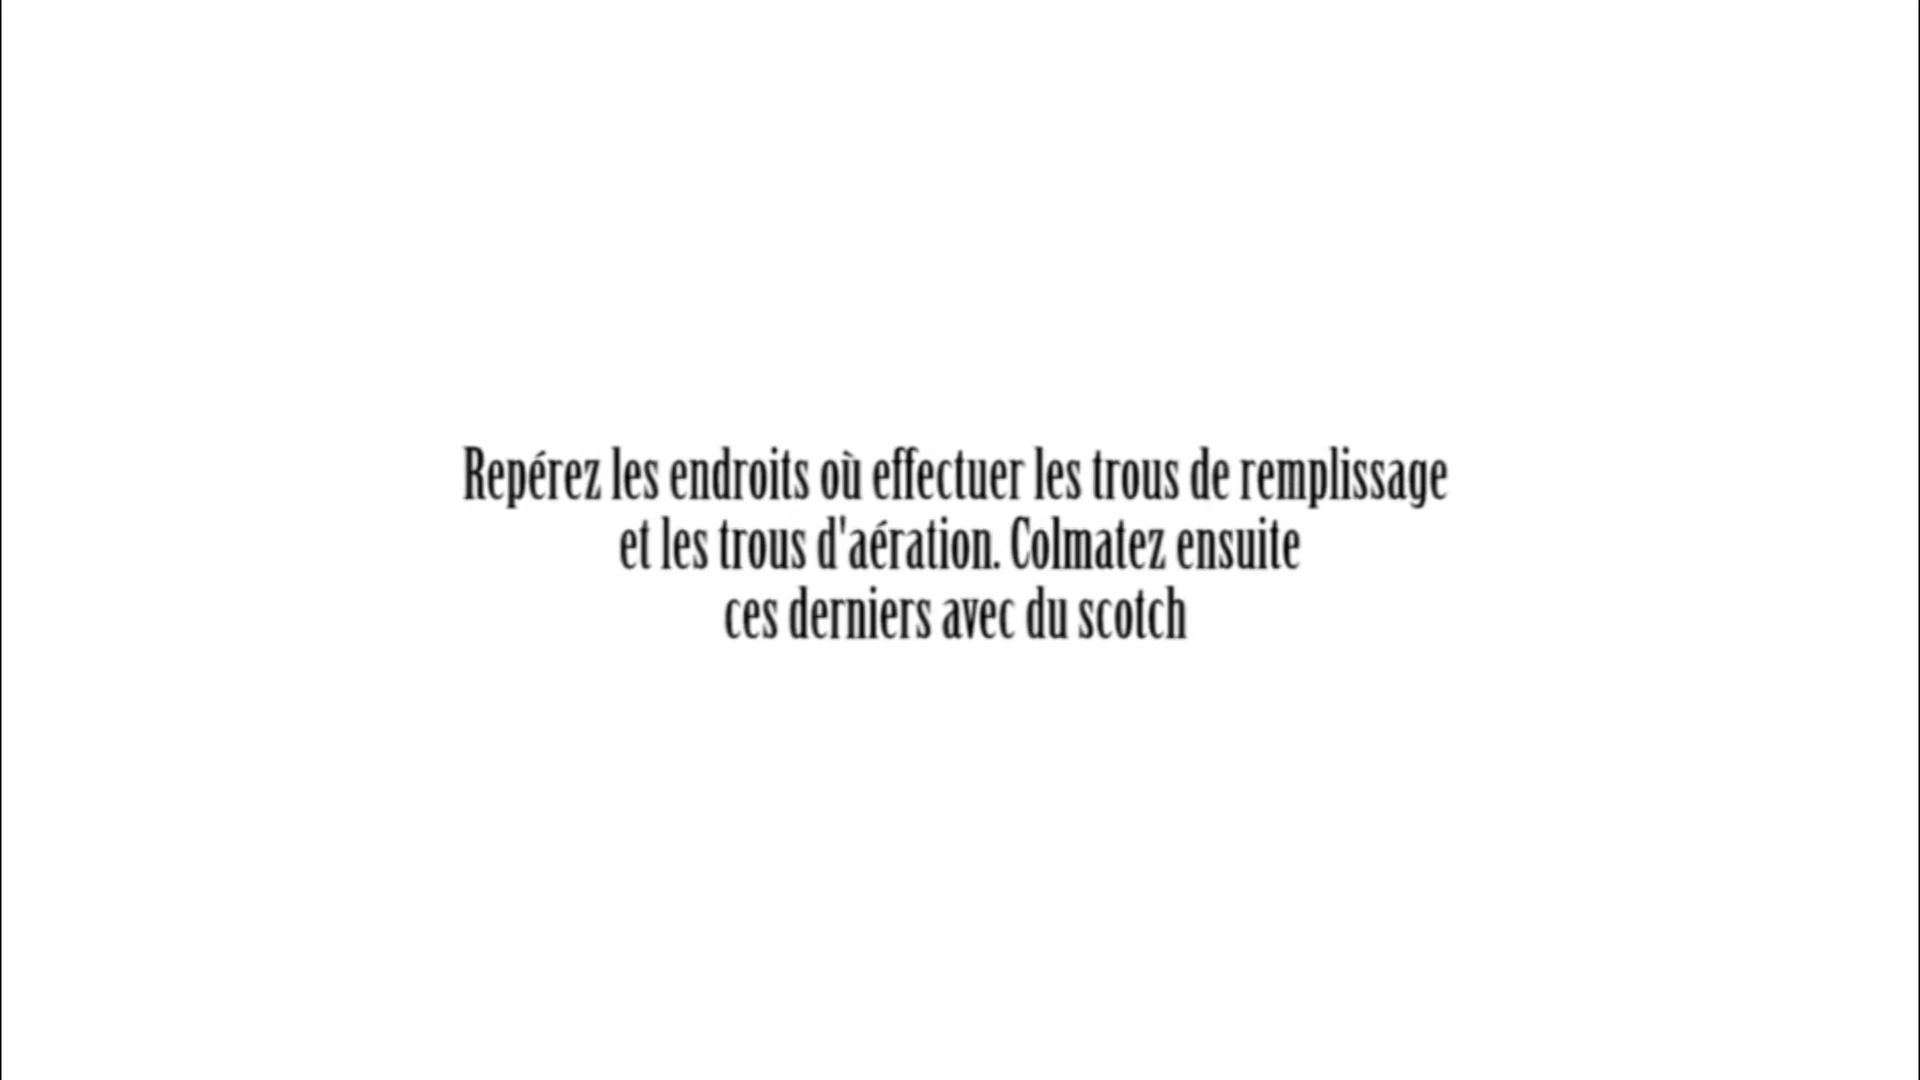 Repérez les endroits où effectuer les trous de remplissage
et les trous d'aération. Colmatez ensuite
ces derniers avec du scotch